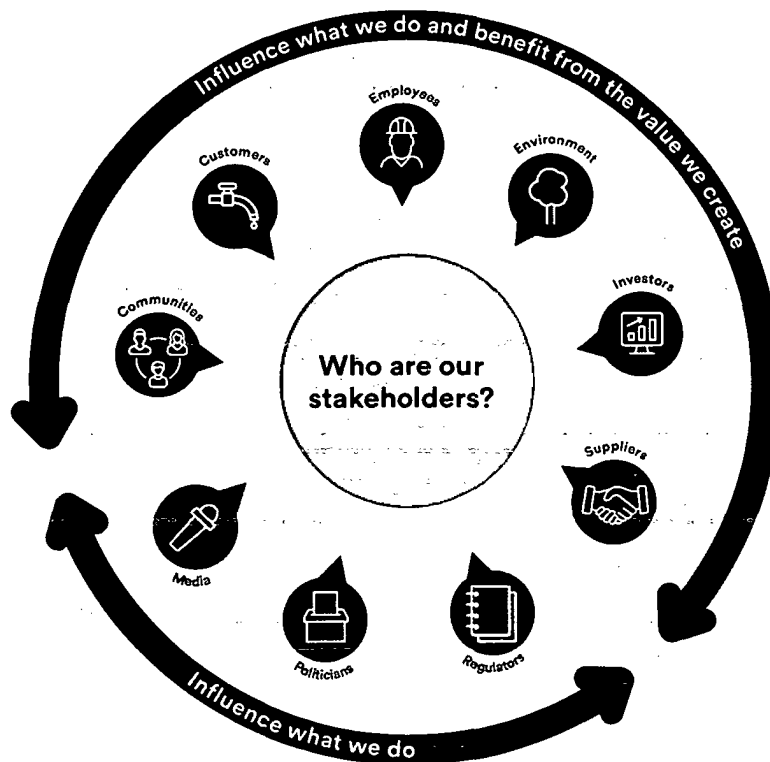 Influence what we do and benefit from the value we create
Employees
Customers
Environment
Communities
Investors
Who are our
stakeholders?
Suppliers
Media
Politicians
Regulators
Influence what we do